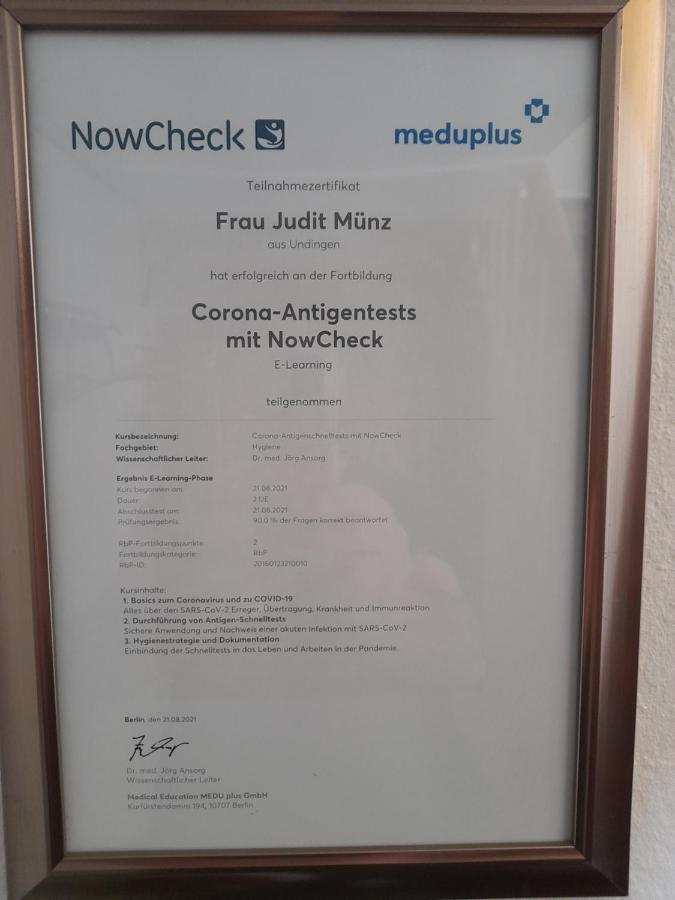 NowCheck
meduplus
Teilnahmezertifikat
Frau Judit Münz
aus Undingen
hat erfolgreich an der Fortbildung
Corona-Antigentests
mit NowCheck
E-Learning
teilgenommen
Kursbezeichnung: Corona-Antigenschnelltests mit NowCheck
Fachgebiet: Hygiene
Wissenschaftlicher Leiter: Dr. med. Jörg Ansorg
Ergebnis E-Learning-Phase
Kurs begonnen am: 21.08.2021
Dauer: 2 UE
Abschlusstest am: 21.08.2021
Prüfungsergebnis: 90,0 % der Fragen korrekt beantwortet
RbP-Fortbildungspunkte: 2
Fortbildungskategorie: RbP
RbP-ID: 20160123210010
Kursinhalte:
1. Basics zum Coronavirus und zu COVID-19
Alles über den SARS-CoV-2 Erreger, Übertragung, Krankheit und Immunreaktion
2. Durchführung von Antigen-Schnelltests
Sichere Anwendung und Nachweis einer akuten Infektion mit SARS-CoV-2
3. Hygienestrategie und Dokumentation
Einbindung der Schnelltests in das Leben und Arbeiten in der Pandemie.
Berlin, den 21.08.2021
Dr. med. Jörg Ansorg
Wissenschaftlicher Leiter
Medical Education MEDU plus GmbH
Kurfürstendamm 194, 10707 Berlin